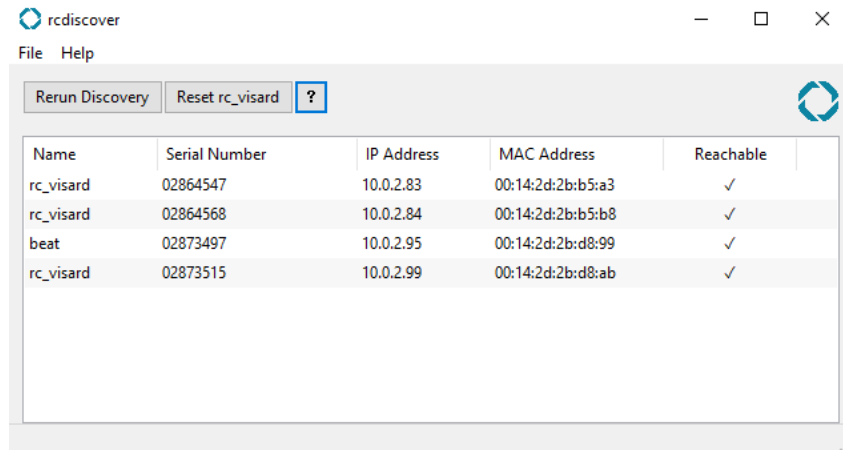 rcdiscover
File Help
Rerun Discovery Reset rc_visard ?
Name Serial Number IP Address MAC Address Reachable
rc_visard 02864547 10.0.2.83 00:14:2d:2b:b5:a3 ✓
rc_visard 02864568 10.0.2.84 00:14:2d:2b:b5:b8 ✓
beat 02873497 10.0.2.95 00:14:2d:2b:d8:99 ✓
rc_visard 02873515 10.0.2.99 00:14:2d:2b:d8:ab ✓